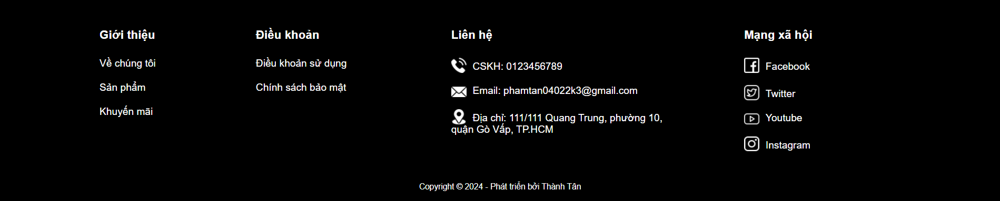 Giới thiệu
Về chúng tôi
Sản phẩm
Khuyến mãi
Điều khoản
Điều khoản sử dụng
Chính sách bảo mật
Liên hệ
CSKH: 0123456789
Email: phamtan04022k3@gmail.com
Địa chỉ: 111/111 Quang Trung, phường 10,
quận Gò Vấp, TP.HCM
Mạng xã hội
Facebook
Twitter
Youtube
Instagram
Copyright © 2024 - Phát triển bởi Thành Tân